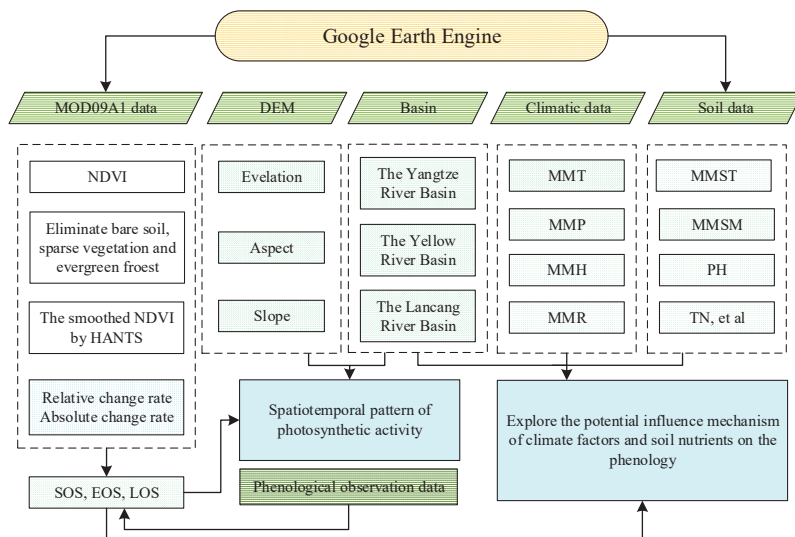 Google Earth Engine
MOD09A1 data
DEM
Basin
Climatic data
Soil data
NDVI
Eliminate bare soil,
sparse vegetation and
evergreen froest
The smoothed NDVI
by HANTS
Relative change rate
Absolute change rate
SOS, EOS, LOS
Evelation
Aspect
Slope
The Yangtze
River Basin
The Yellow
River Basin
The Lancang
River Basin
MMT
MMP
MMH
MMR
MMST
MMSM
PH
TN, et al
Spatiotemporal pattern of
photosynthetic activity
Phenological observation data
Explore the potential influence mechanism
of climate factors and soil nutrients on the
phenology